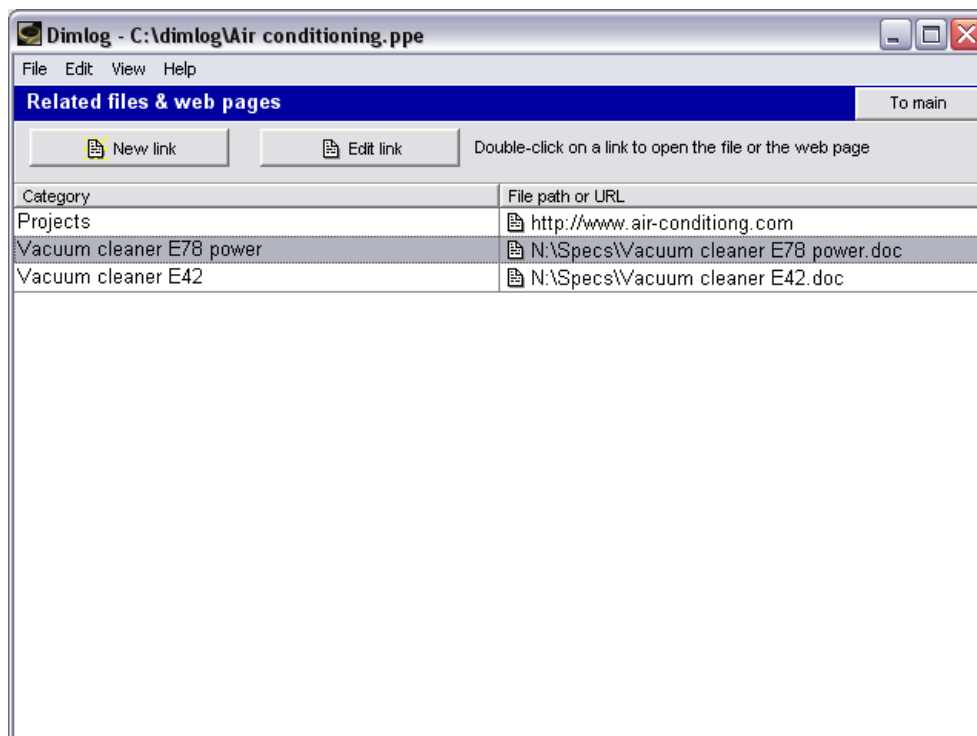 Dimlog - C:\dimlog\Air conditioning.ppe
File Edit View Help
Related files & web pages To main
New link Edit link Double-click on a link to open the file or the web page
Category File path or URL
Projects http://www.air-conditiong.com
Vacuum cleaner E78 power N:\Specs\Vacuum cleaner E78 power.doc
Vacuum cleaner E42 N:\Specs\Vacuum cleaner E42.doc